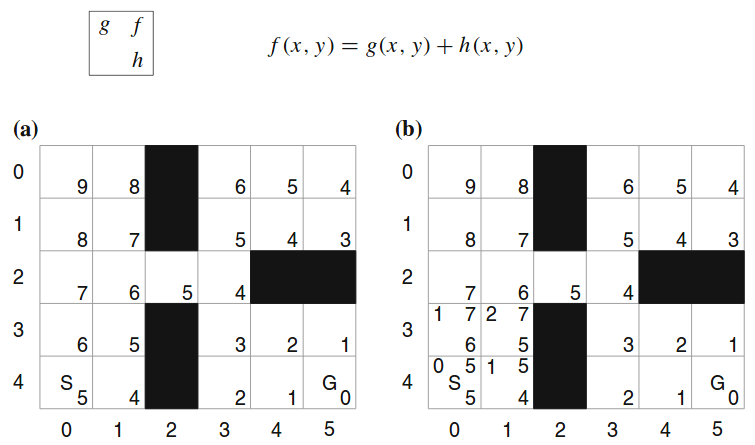 g f
h
f(x, y) = g(x, y) + h(x, y)
(a)
0 9 8 6 5 4
1 8 7 5 4 3
2 7 6 5 4
3 6 5 3 2 1
4 S 5 4 2 1 G 0
0 1 2 3 4 5
(b)
0 9 8 6 5 4
1 8 7 5 4 3
2 7 6 5 4
1 7 2 7
3 6 5 3 2 1
0 5 1 5
4 S 5 4 2 1 G 0
0 1 2 3 4 5